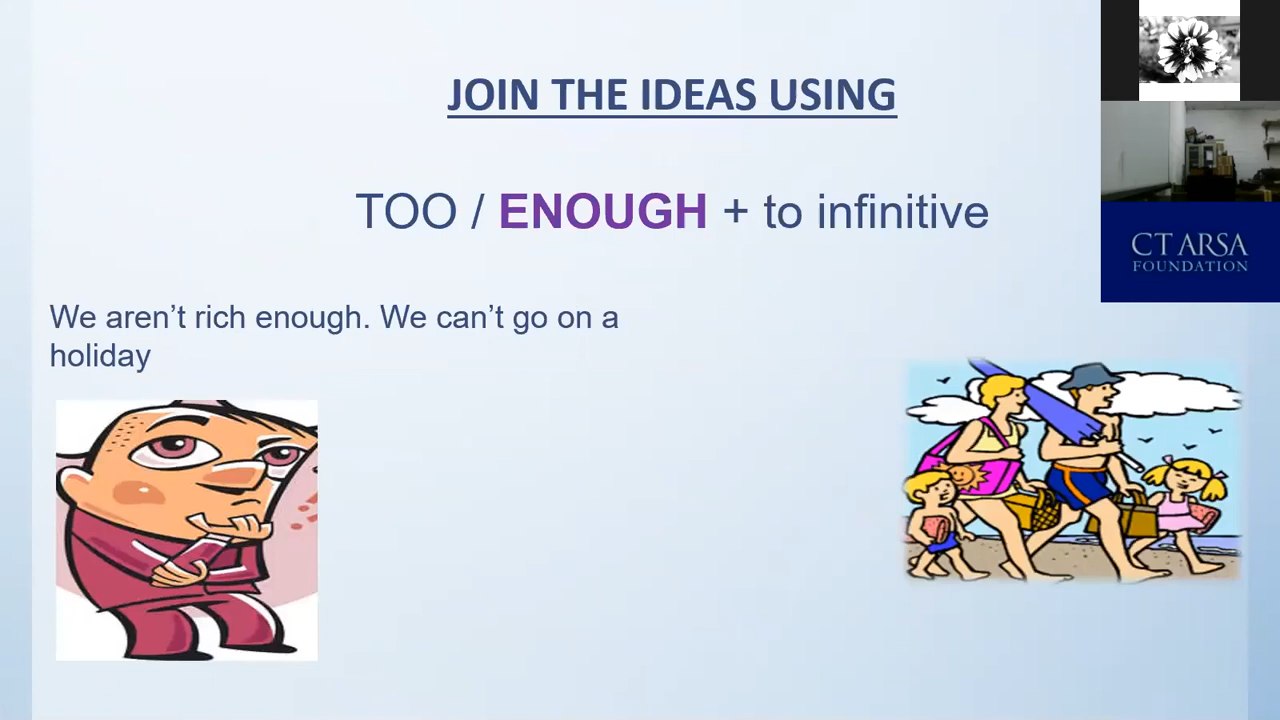 JOIN THE IDEAS USING
TOO / ENOUGH + to infinitive
We aren’t rich enough. We can’t go on a
holiday
CT ARSA
FOUNDATION